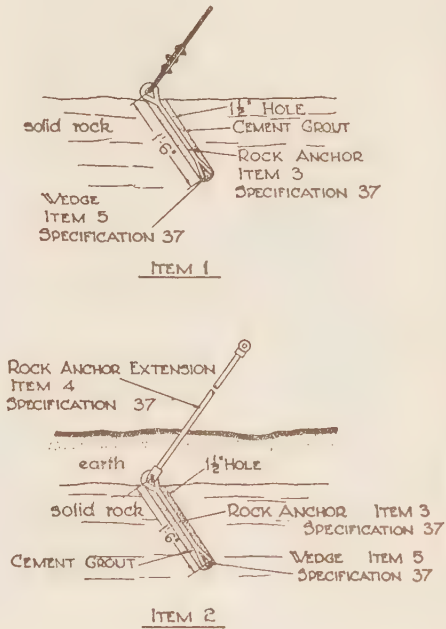 solid rock
1½" HOLE
CEMENT GROUT
ROCK ANCHOR
ITEM 3
SPECIFICATION 37
1'6"
WEDGE
ITEM 5
SPECIFICATION 37
ITEM 1
ROCK ANCHOR EXTENSION
ITEM 4
SPECIFICATION 37
earth
1½" HOLE
solid rock
ROCK ANCHOR ITEM 3
SPECIFICATION 37
1'6"
CEMENT GROUT
WEDGE ITEM 5
SPECIFICATION 37
ITEM 2